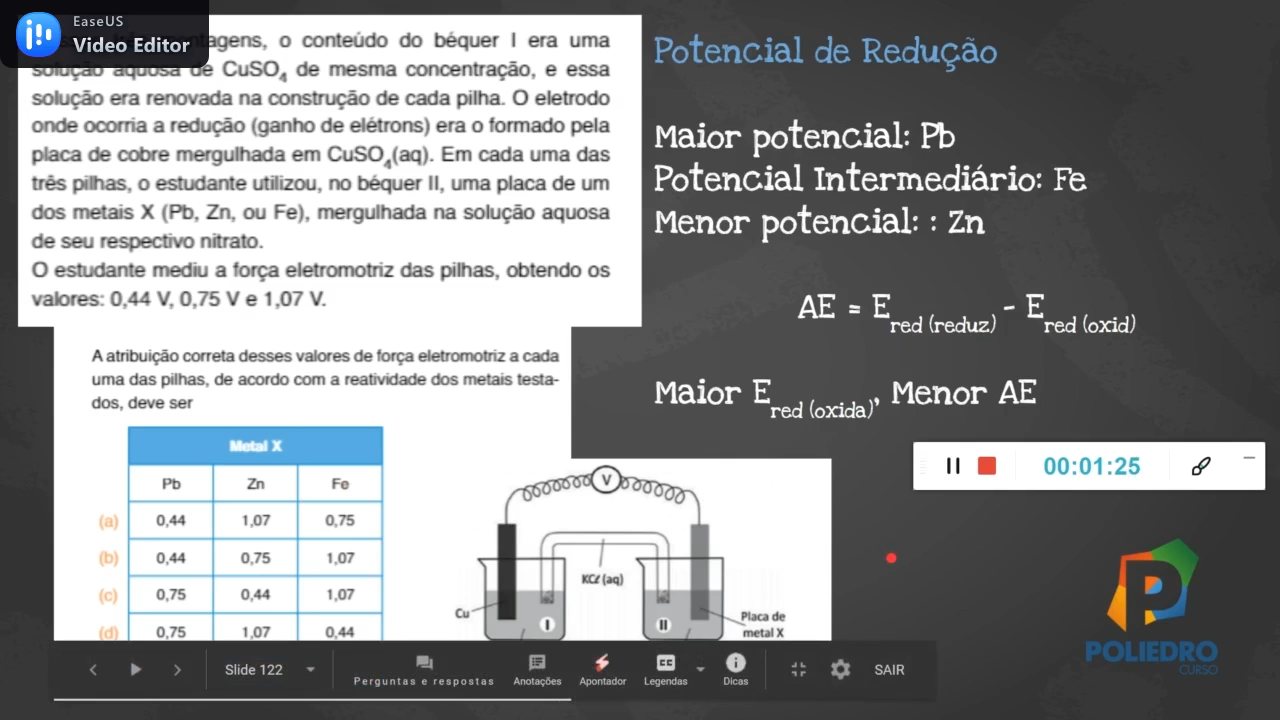 EaseUS
Video Editor
montagens, o conteúdo do béquer I era uma
solução aquosa de CuSO4 de mesma concentração, e essa
solução era renovada na construção de cada pilha. O eletrodo
onde ocorria a redução (ganho de elétrons) era o formado pela
placa de cobre mergulhada em CuSO4(aq). Em cada uma das
três pilhas, o estudante utilizou, no béquer II, uma placa de um
dos metais X (Pb, Zn, ou Fe), mergulhada na solução aquosa
de seu respectivo nitrato.
O estudante mediu a força eletromotriz das pilhas, obtendo os
valores: 0,44 V, 0,75 V e 1,07 V.
A atribuição correta desses valores de força eletromotriz a cada
uma das pilhas, de acordo com a reatividade dos metais testa-
dos, deve ser
Metal X
Pb Zn Fe
(a) 0,44 1,07 0,75
(b) 0,44 0,75 1,07
(c) 0,75 0,44 1,07
(d) 0,75 1,07 0,44
V
KCℓ (aq)
Cu
I
II
Placa de
metal X
Potencial de Redução
Maior potencial: Pb
Potencial Intermediário: Fe
Menor potencial: : Zn
AE = E red (reduz) - E red (oxid)
Maior E red (oxida), Menor AE
00:01:25
POLIEDRO
CURSO
Slide 122
Perguntas e respostas
Anotações
Apontador
CC
Legendas
Dicas
SAIR